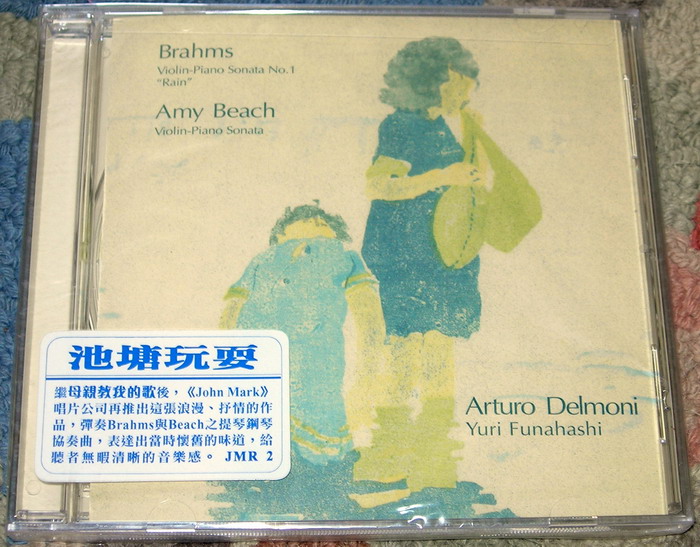 Brahms
Violin-Piano Sonata No.1
“Rain”
Amy Beach
Violin-Piano Sonata
池塘玩耍
繼母親教我的歌後，《John Mark》
唱片公司再推出這張浪漫、抒情的作
品，彈奏Brahms與Beach之提琴鋼琴
協奏曲，表達出當時懷舊的味道，給
聽者無暇清晰的音樂感。 JMR 2
Arturo Delmoni
Yuri Funahashi